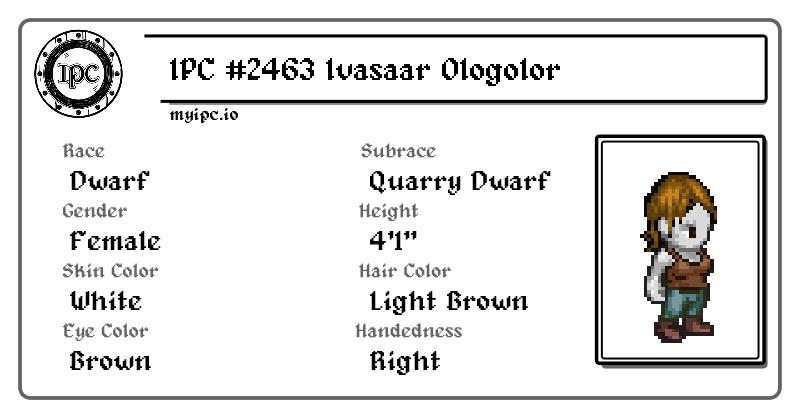 IPC
IPC #2463 Ivasaar Ologolor
myipc.io
Race
Dwarf
Subrace
Quarry Dwarf
Gender
Female
Height
4'1"
Skin Color
White
Hair Color
Light Brown
Eye Color
Brown
Handedness
Right